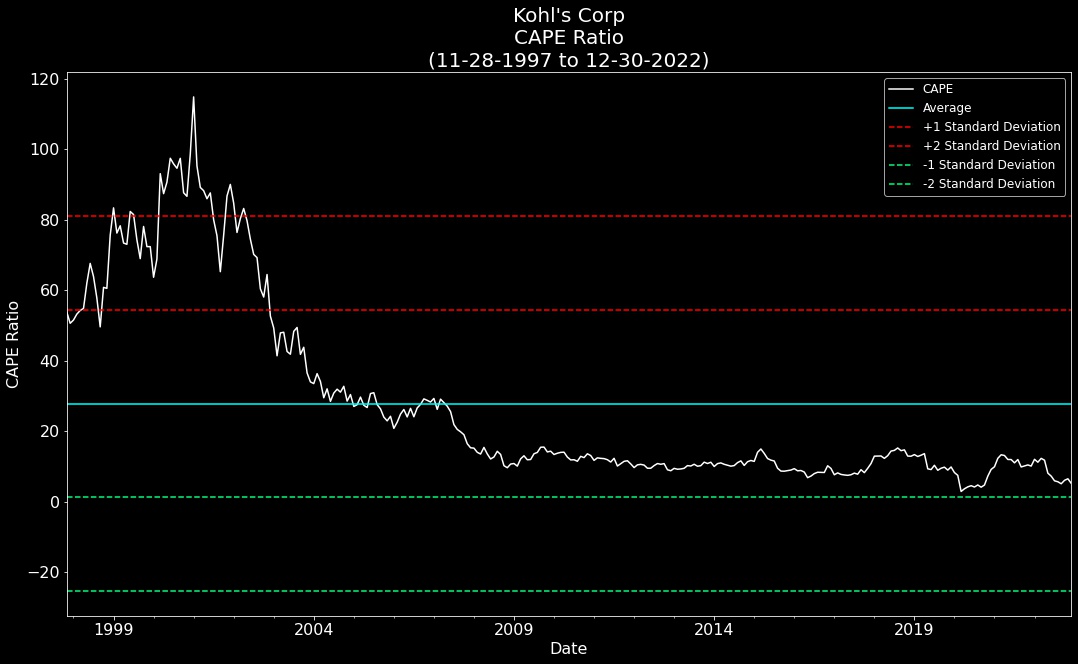 Kohl's Corp
CAPE Ratio
(11-28-1997 to 12-30-2022)
CAPE
Average
+1 Standard Deviation
+2 Standard Deviation
-1 Standard Deviation
-2 Standard Deviation
CAPE Ratio
120
100
80
60
40
20
0
−20
1999
2004
2009
2014
2019
Date